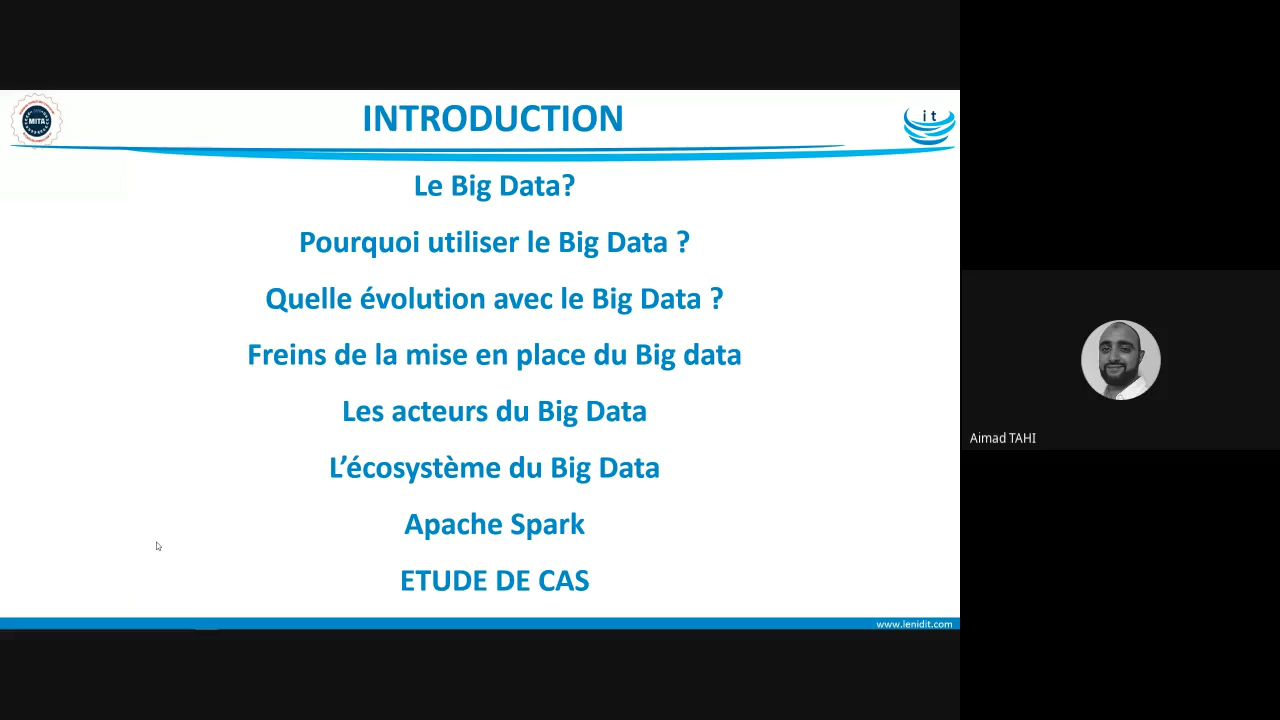 INTRODUCTION
MITA
it
Le Big Data?
Pourquoi utiliser le Big Data ?
Quelle évolution avec le Big Data ?
Freins de la mise en place du Big data
Les acteurs du Big Data
L’écosystème du Big Data
Apache Spark
ETUDE DE CAS
www.lenidit.com
Aimad TAHI